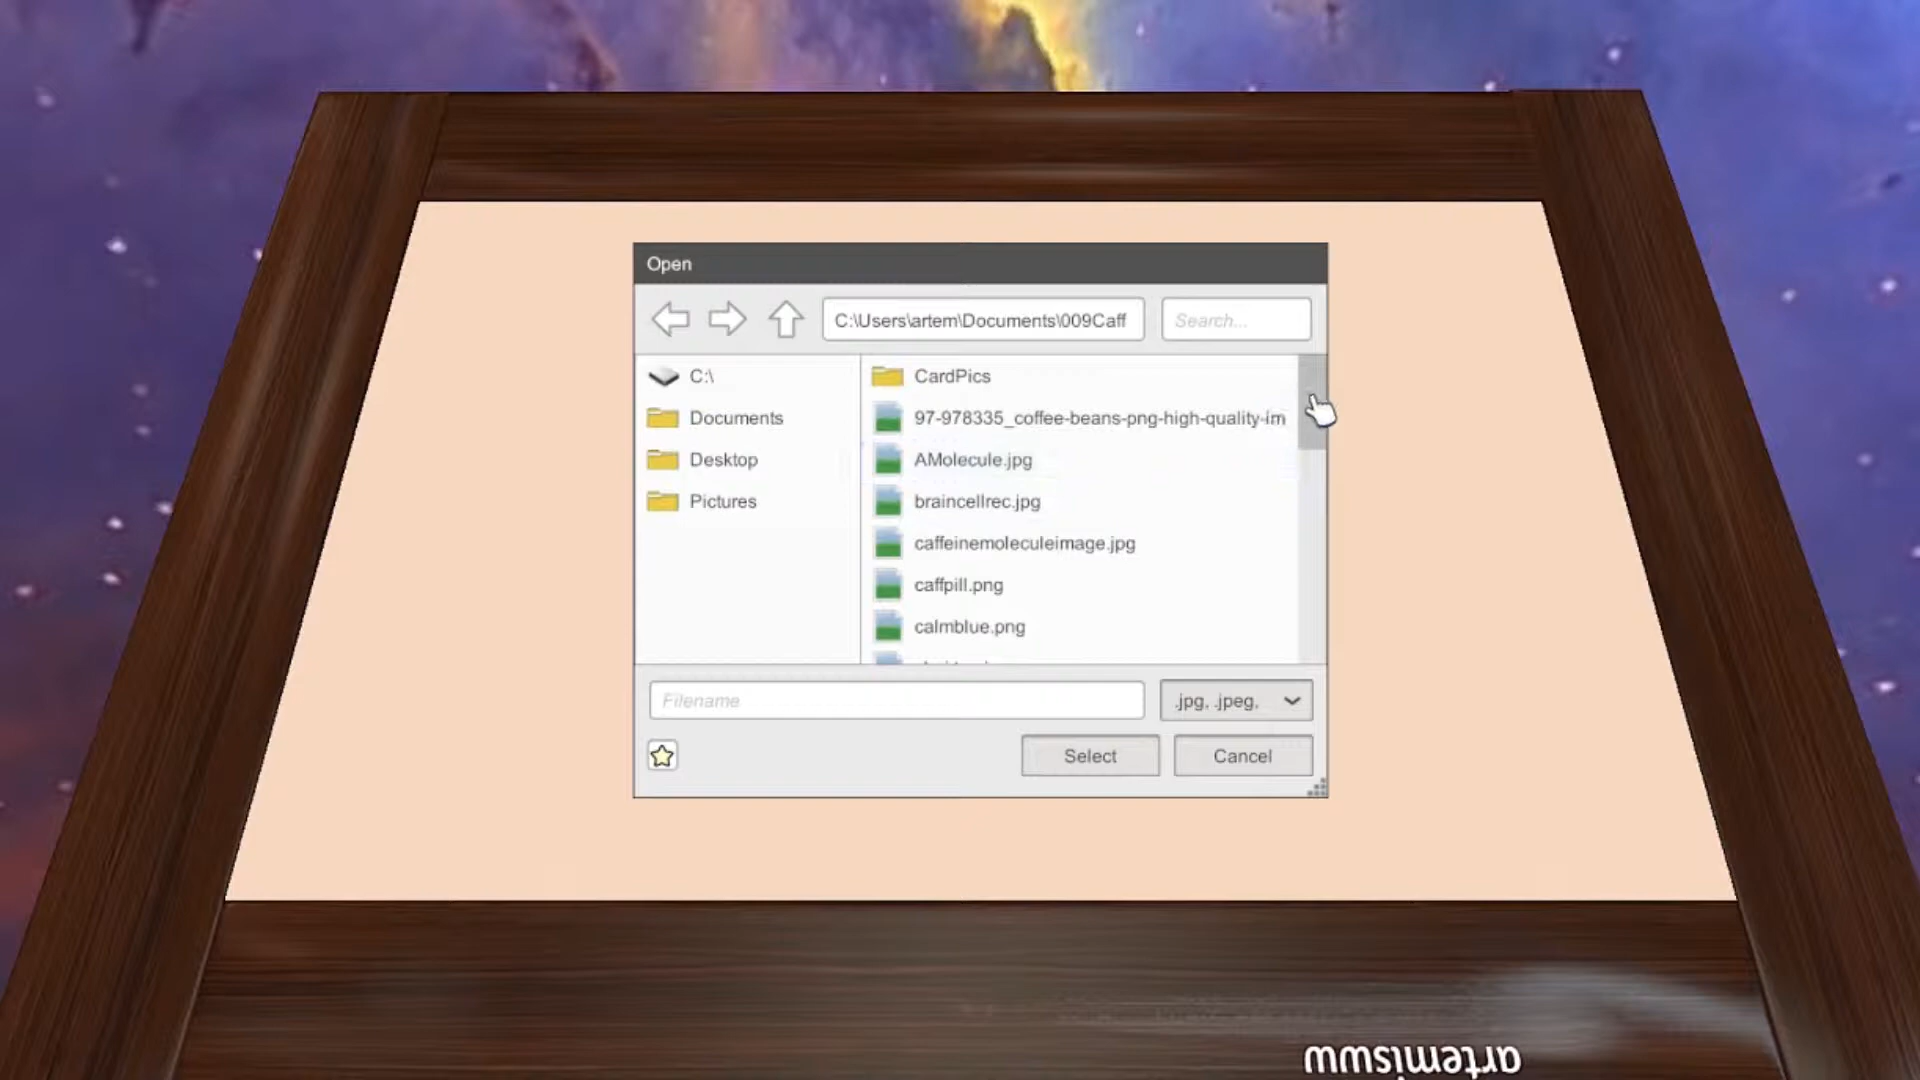 Open
C:\Users\artem\Documents\009Caff
Search...
C:\
Documents
Desktop
Pictures
CardPics
97-978335_coffee-beans-png-high-quality-im
AMolecule.jpg
braincellrec.jpg
caffeinemoleculeimage.jpg
caffpill.png
calmblue.png
Filename
.jpg, .jpeg,
Select
Cancel
artemisww